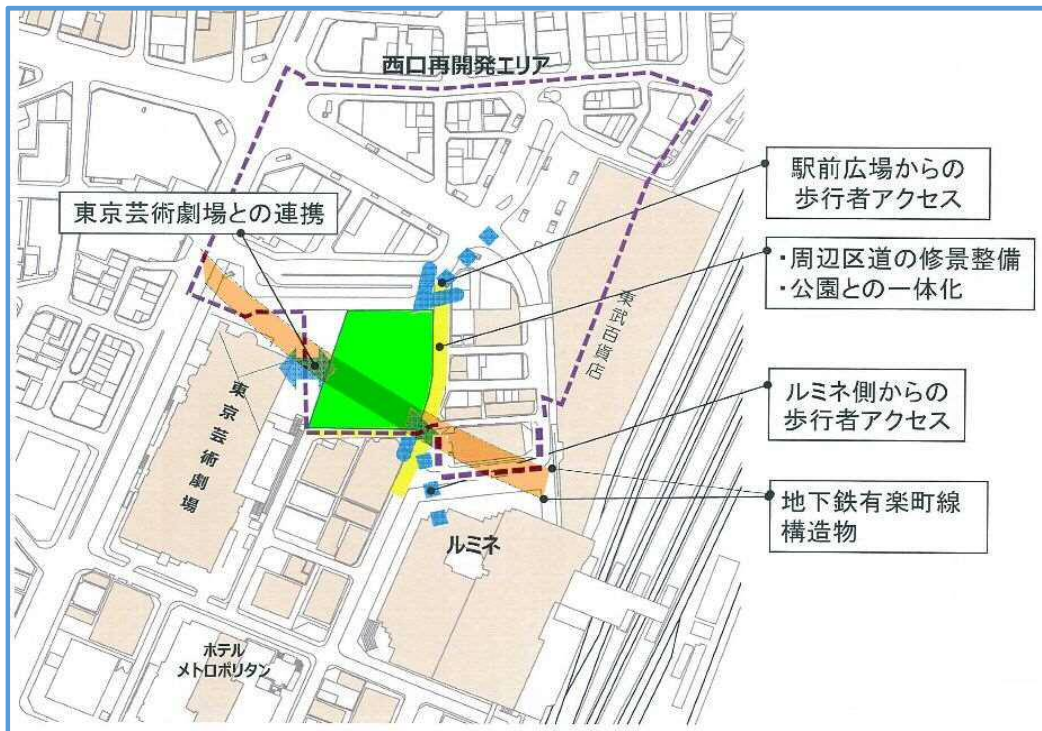 西口再開発エリア
駅前広場からの
歩行者アクセス
東京芸術劇場との連携
・周辺区道の修景整備
・公園との一体化
東武百貨店
ルミネ側からの
歩行者アクセス
東京芸術劇場
地下鉄有楽町線
構造物
ルミネ
ホテル
メトロポリタン